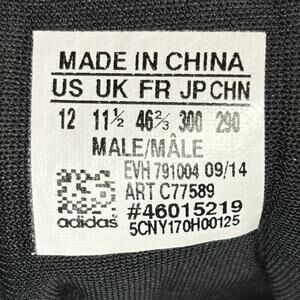 MADE IN CHINA
US UK FR JP CHN
12 11½ 46⅔ 300 290
MALE/MÂLE
EVH 791004 09/14
ART C77589
#46015219
adidas 5CNY170H00125